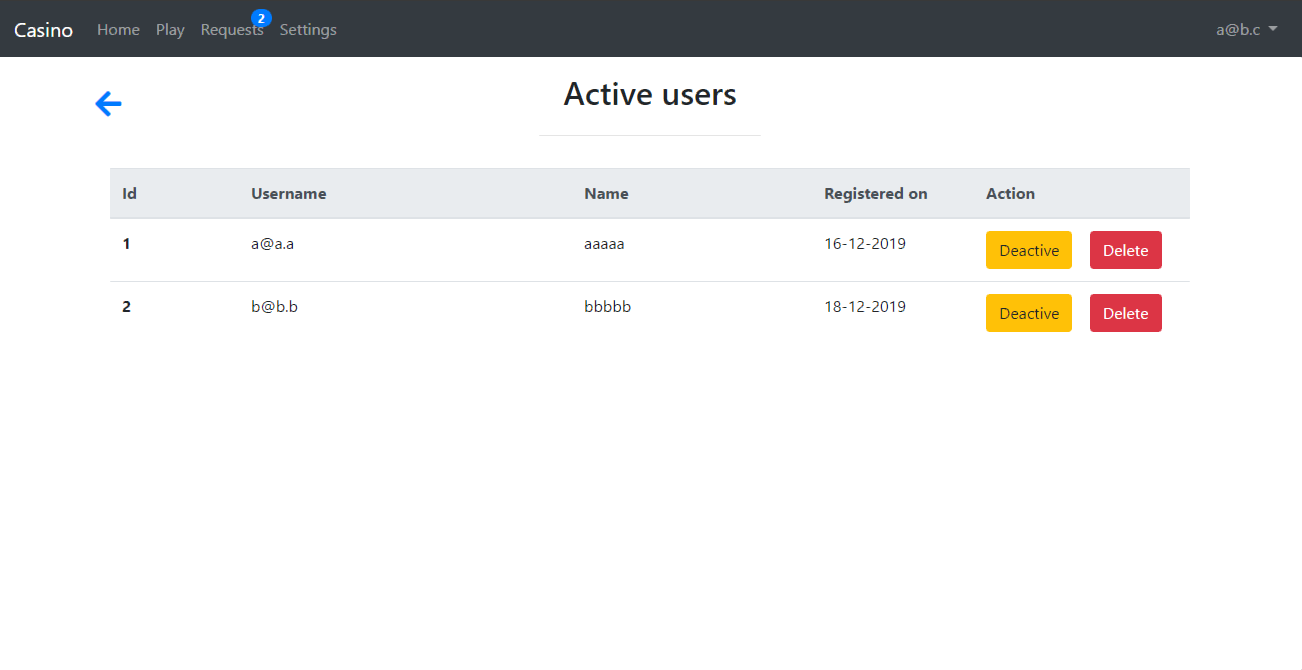 Casino Home Play Requests 2 Settings a@b.c
Active users
Id Username Name Registered on Action
1 a@a.a aaaaa 16-12-2019 Deactive Delete
2 b@b.b bbbbb 18-12-2019 Deactive Delete